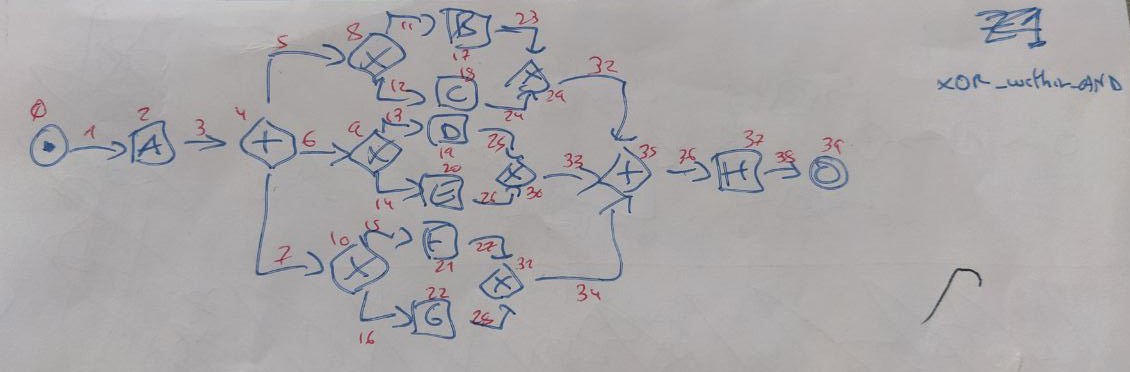 Z1
XOR_within_AND
0 1 2 3 4 5 6 7
A
8 11 B 23
17
12 18 C 24 29 32
9 13 D 25
19
14 20 E 26 30 33 35 36 37 38 39
H
10 15 F 27
21
31
16 22 G 28 34